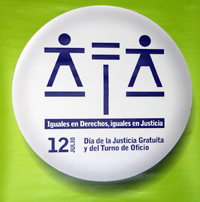 Iguales en Derechos, iguales en Justicia
12 JULIO
Día de la Justicia Gratuita
y del Turno de Oficio